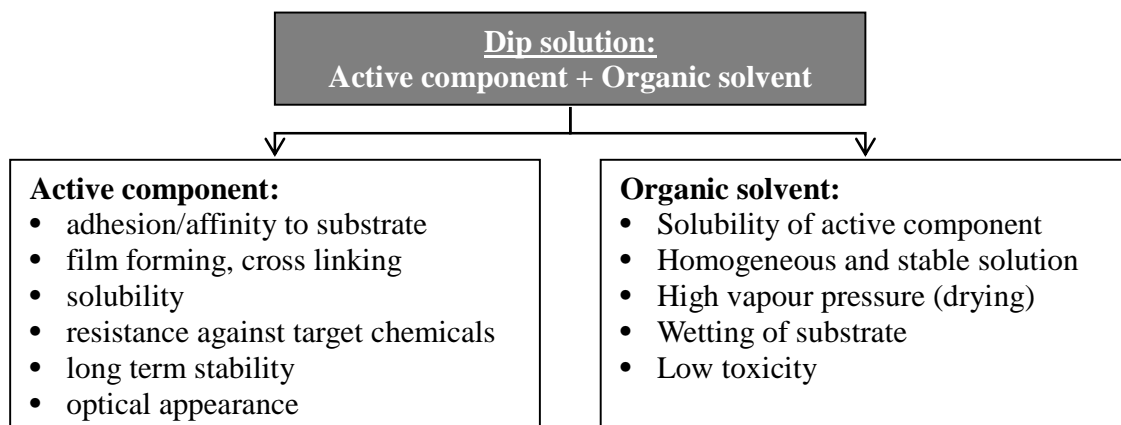 Dip solution:
Active component + Organic solvent
Active component:
• adhesion/affinity to substrate
• film forming, cross linking
• solubility
• resistance against target chemicals
• long term stability
• optical appearance
Organic solvent:
• Solubility of active component
• Homogeneous and stable solution
• High vapour pressure (drying)
• Wetting of substrate
• Low toxicity